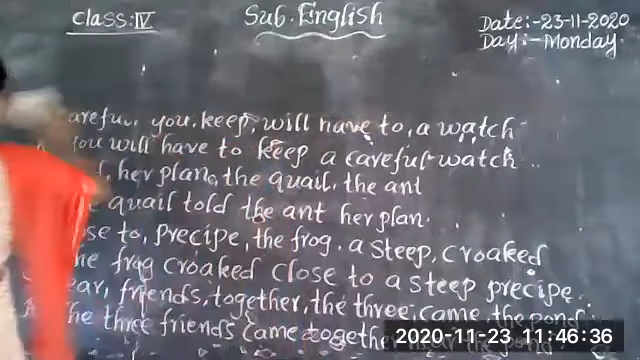 Class:IV
Sub. English
Date:-23-11-2020
Day:-Monday
areful, you, keep, will have to, a watch
You will have to keep a careful watch ..
, her plan, the quail, the ant
quail told the ant her plan.
se to, precipe, the frog, a steep, croaked
he frog croaked close to a steep precipe.
ear, friends, together, the three, came, the pond.
The three friends came togethe
2020-11-23 11:46:36